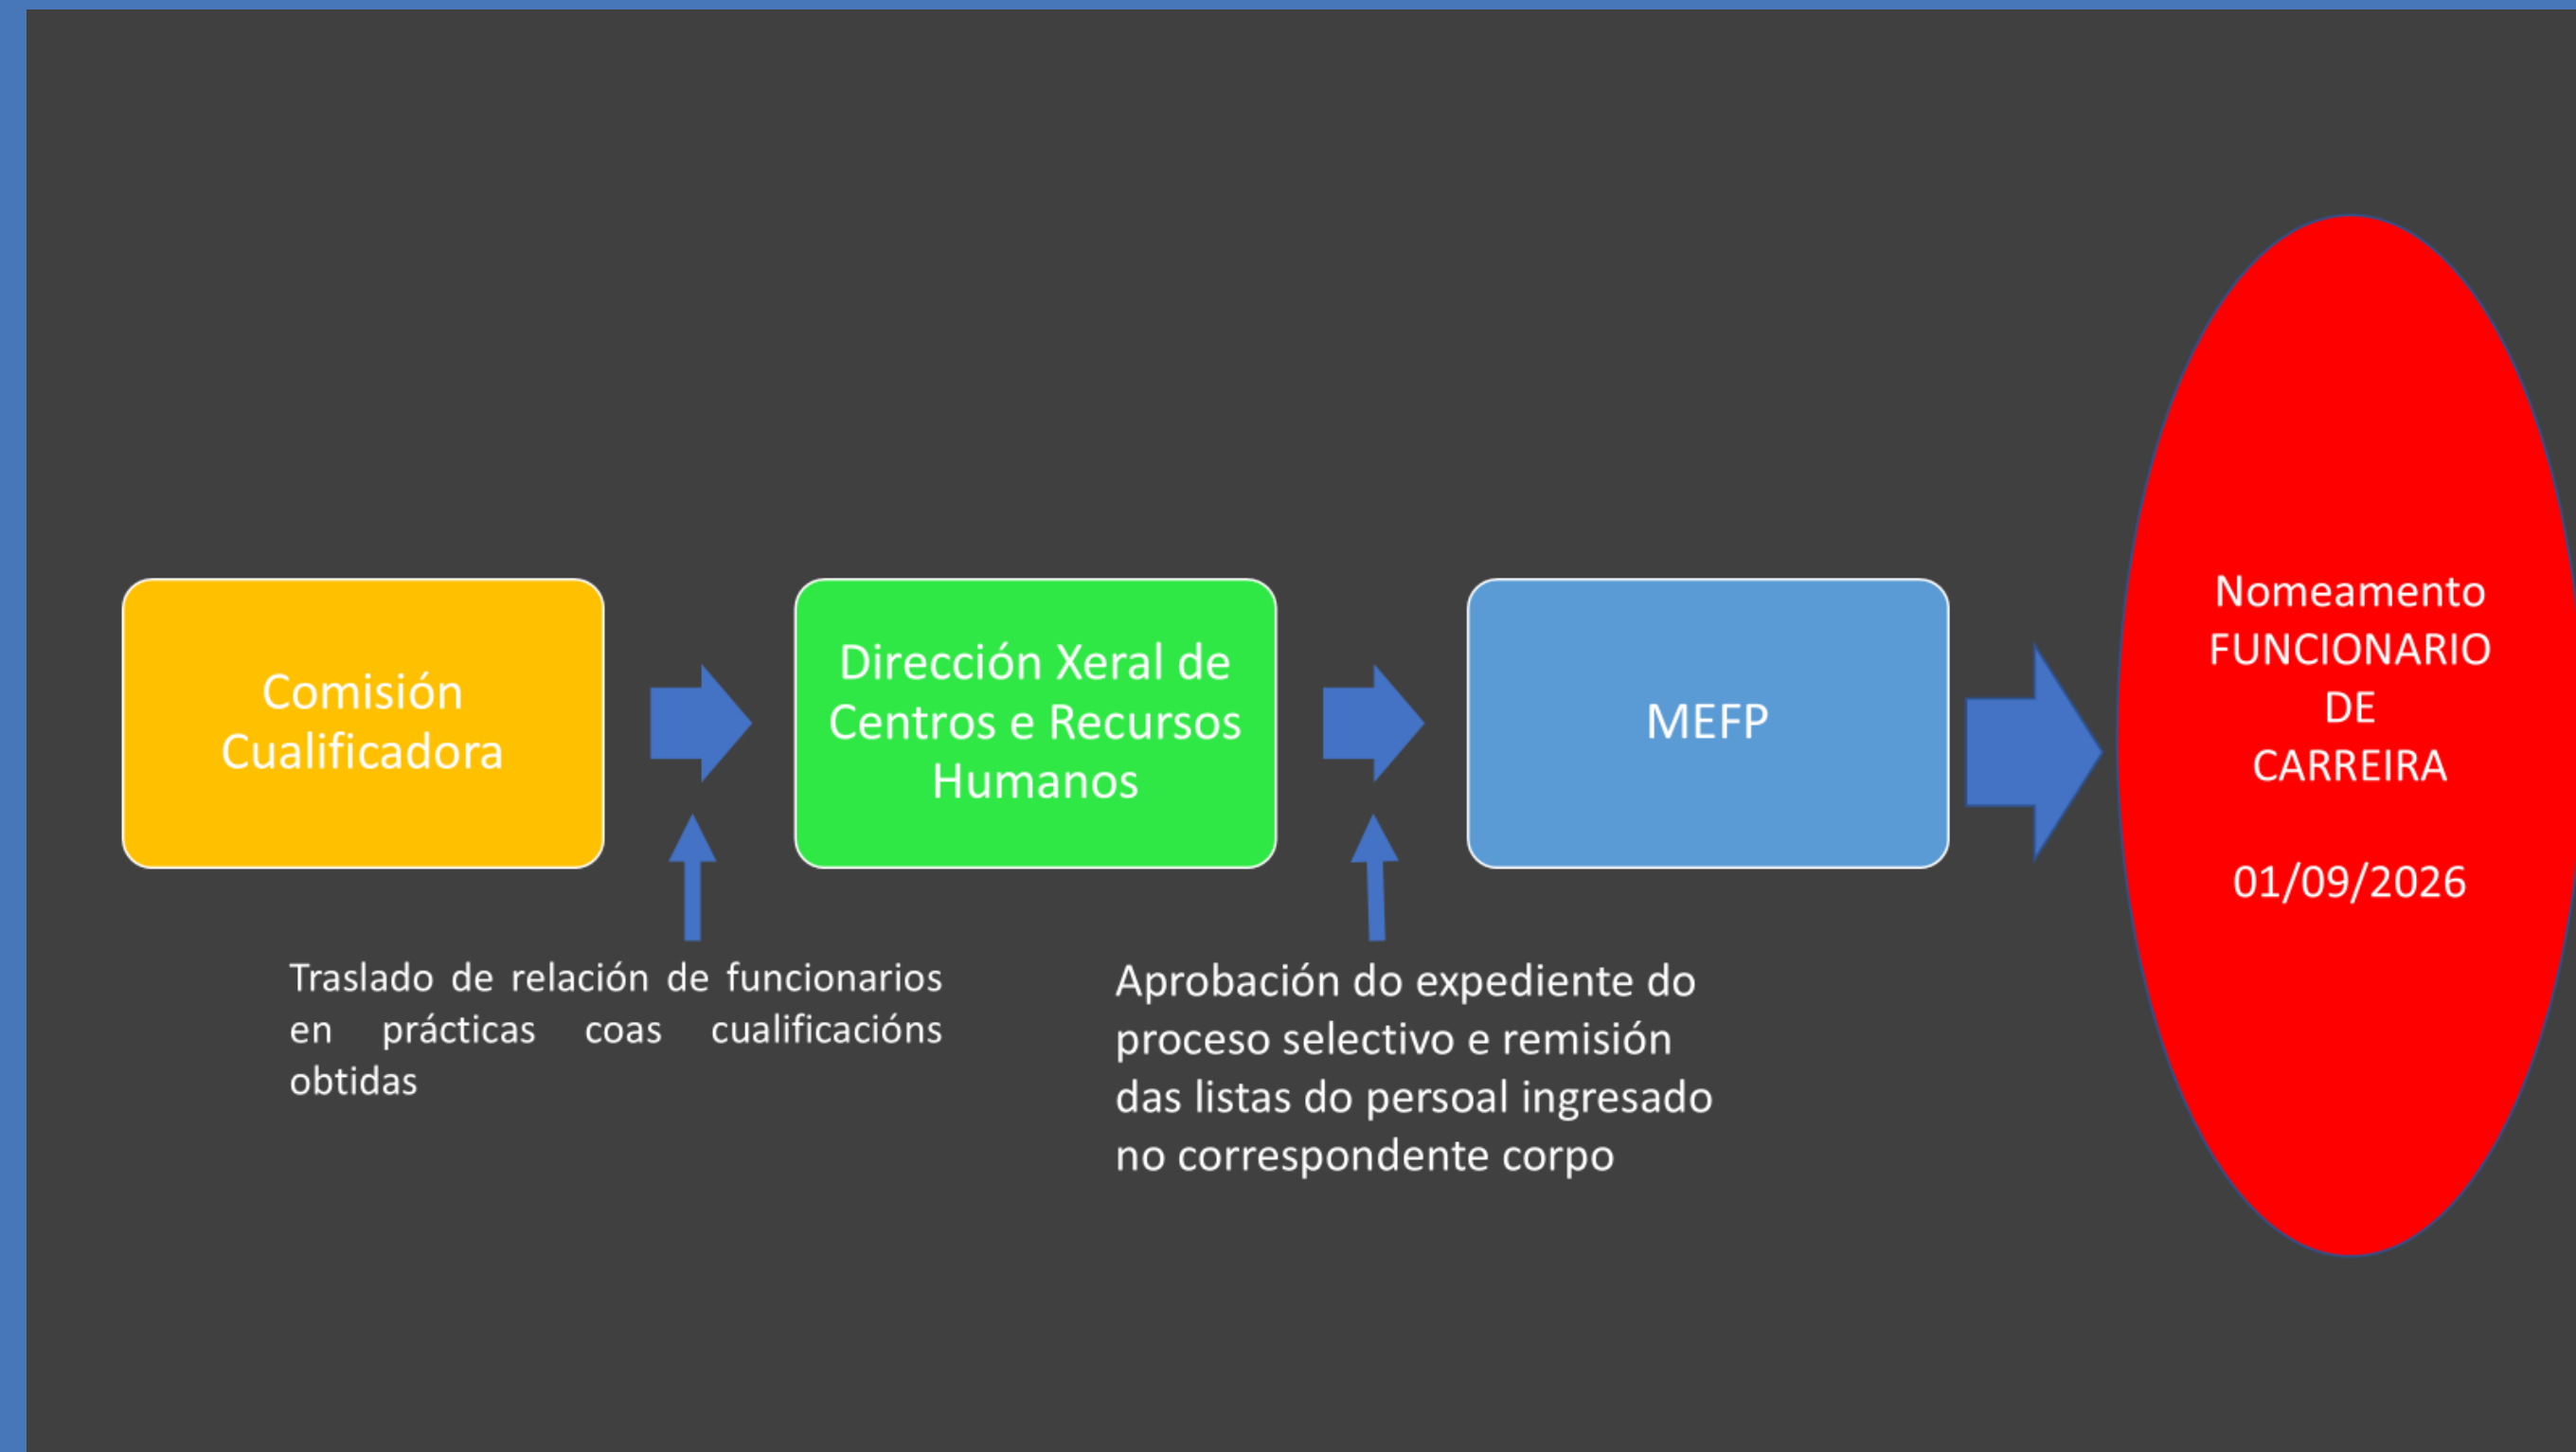 Comisión
Cualificadora
Dirección Xeral de
Centros e Recursos
Humanos
MEFP
Nomeamento
FUNCIONARIO
DE
CARREIRA
01/09/2026
Traslado de relación de funcionarios
en prácticas coas cualificacións
obtidas
Aprobación do expediente do
proceso selectivo e remisión
das listas do persoal ingresado
no correspondente corpo